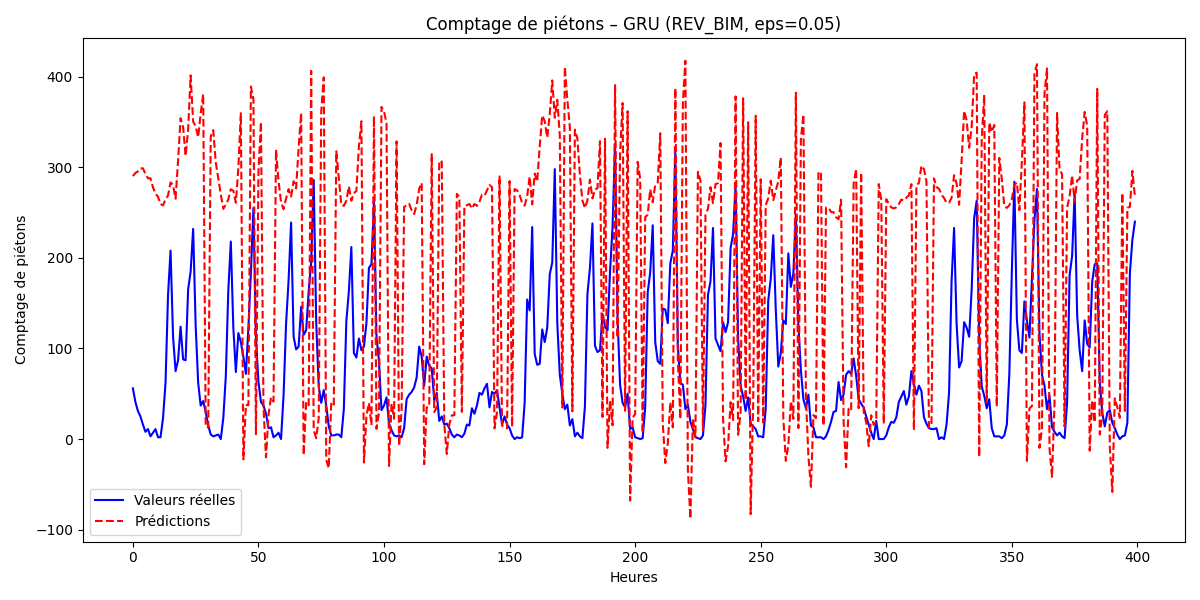 Comptage de piétons – GRU (REV_BIM, eps=0.05)
Comptage de piétons
400
300
200
100
0
−100
Valeurs réelles
Prédictions
0 50 100 150 200 250 300 350 400
Heures